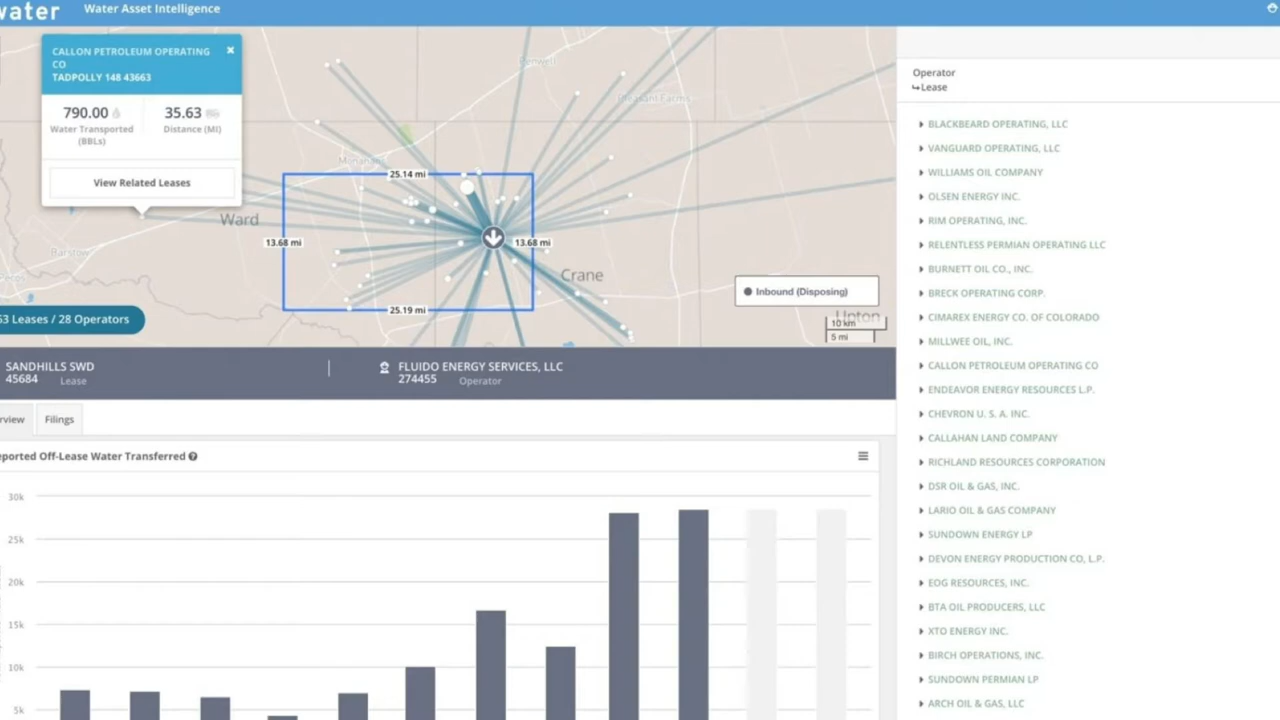 water
Water Asset Intelligence
CALLON PETROLEUM OPERATING
CO
TADPOLLY 148 43663
790.00
35.63
Water Transported
(BBLs)
Distance (MI)
View Related Leases
Penwell
Pleasant Farms
Monahans
25.14 mi
Ward
13.68 mi
13.68 mi
Barstow
Crane
25.19 mi
Inbound (Disposing)
Upton
10 km
5 mi
53 Leases / 28 Operators
SANDHILLS SWD
45684 Lease
FLUIDO ENERGY SERVICES, LLC
274455 Operator
rview
Filings
eported Off-Lease Water Transferred
30k
25k
20k
15k
10k
5k
Operator
Lease
BLACKBEARD OPERATING, LLC
VANGUARD OPERATING, LLC
WILLIAMS OIL COMPANY
OLSEN ENERGY INC.
RIM OPERATING, INC.
RELENTLESS PERMIAN OPERATING LLC
BURNETT OIL CO., INC.
BRECK OPERATING CORP.
CIMAREX ENERGY CO. OF COLORADO
MILLWEE OIL, INC.
CALLON PETROLEUM OPERATING CO
ENDEAVOR ENERGY RESOURCES L.P.
CHEVRON U. S. A. INC.
CALLAHAN LAND COMPANY
RICHLAND RESOURCES CORPORATION
DSR OIL & GAS, INC.
LARIO OIL & GAS COMPANY
SUNDOWN ENERGY LP
DEVON ENERGY PRODUCTION CO, L.P.
EOG RESOURCES, INC.
BTA OIL PRODUCERS, LLC
XTO ENERGY INC.
BIRCH OPERATIONS, INC.
SUNDOWN PERMIAN LP
ARCH OIL & GAS, LLC